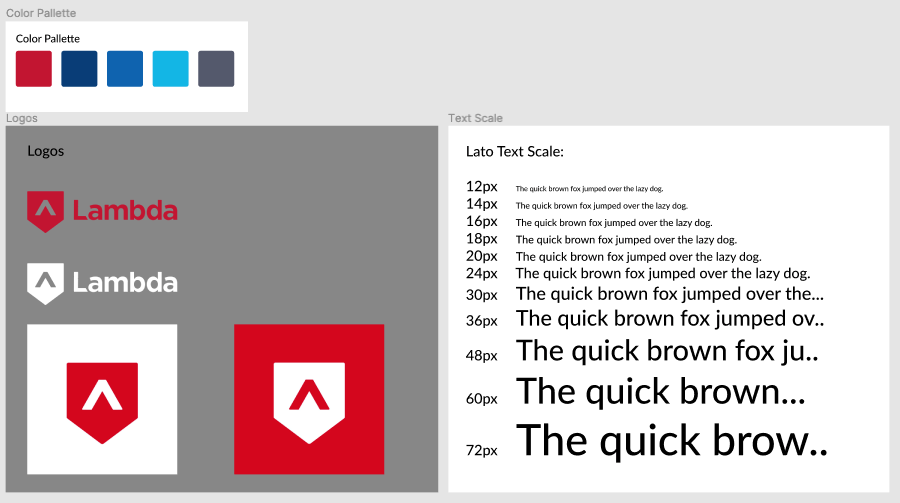 Color Pallette
Color Pallette
Logos
Logos
Lambda
Lambda
Text Scale
Lato Text Scale:
12px The quick brown fox jumped over the lazy dog.
14px The quick brown fox jumped over the lazy dog.
16px The quick brown fox jumped over the lazy dog.
18px The quick brown fox jumped over the lazy dog.
20px The quick brown fox jumped over the lazy dog.
24px The quick brown fox jumped over the lazy dog.
30px The quick brown fox jumped over the...
36px The quick brown fox jumped ov..
48px The quick brown fox ju..
60px The quick brown...
72px The quick brow..